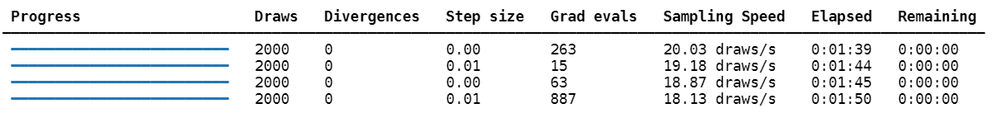 Progress Draws Divergences Step size Grad evals Sampling Speed Elapsed Remaining
2000 0 0.00 263 20.03 draws/s 0:01:39 0:00:00
2000 0 0.01 15 19.18 draws/s 0:01:44 0:00:00
2000 0 0.00 63 18.87 draws/s 0:01:45 0:00:00
2000 0 0.01 887 18.13 draws/s 0:01:50 0:00:00